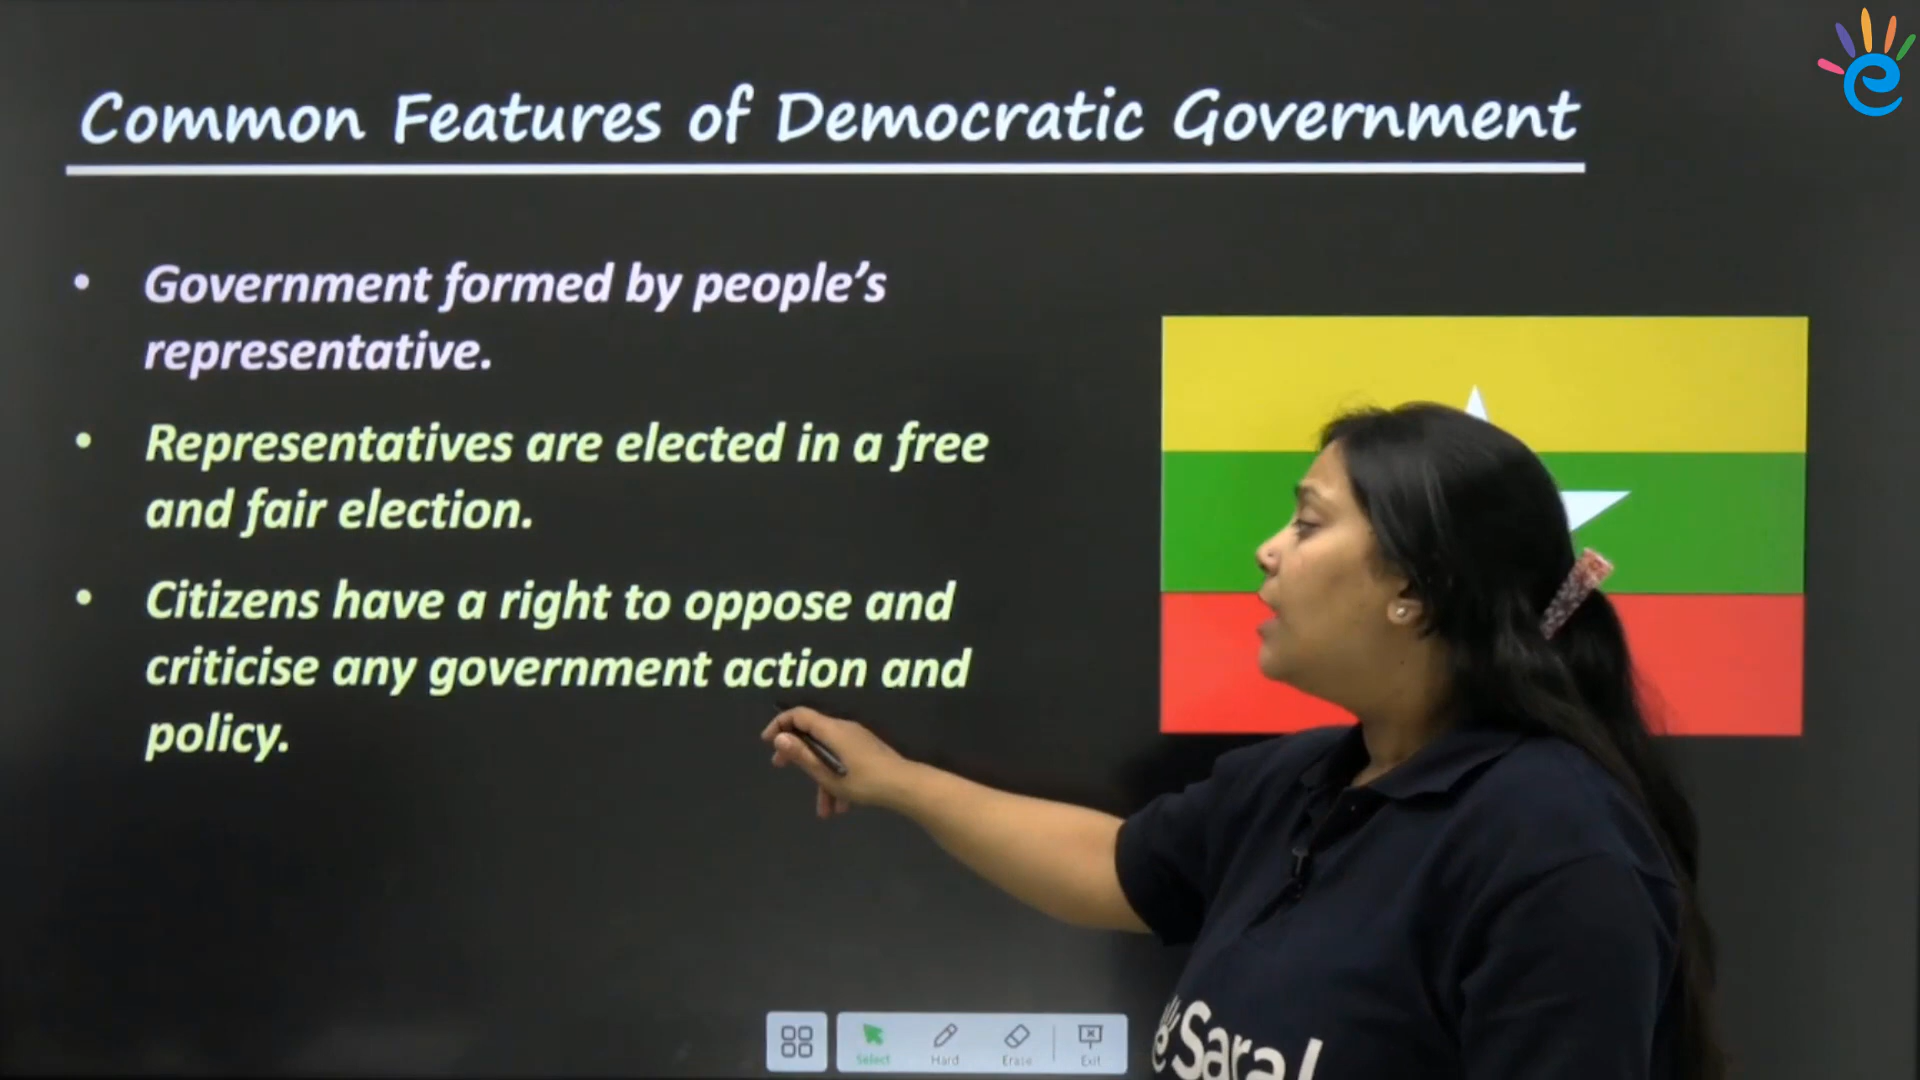 Common Features of Democratic Government
• Government formed by people's
representative.
• Representatives are elected in a free
and fair election.
• Citizens have a right to oppose and
criticise any government action and
policy.
Select Hard Erase Exit
eSaral